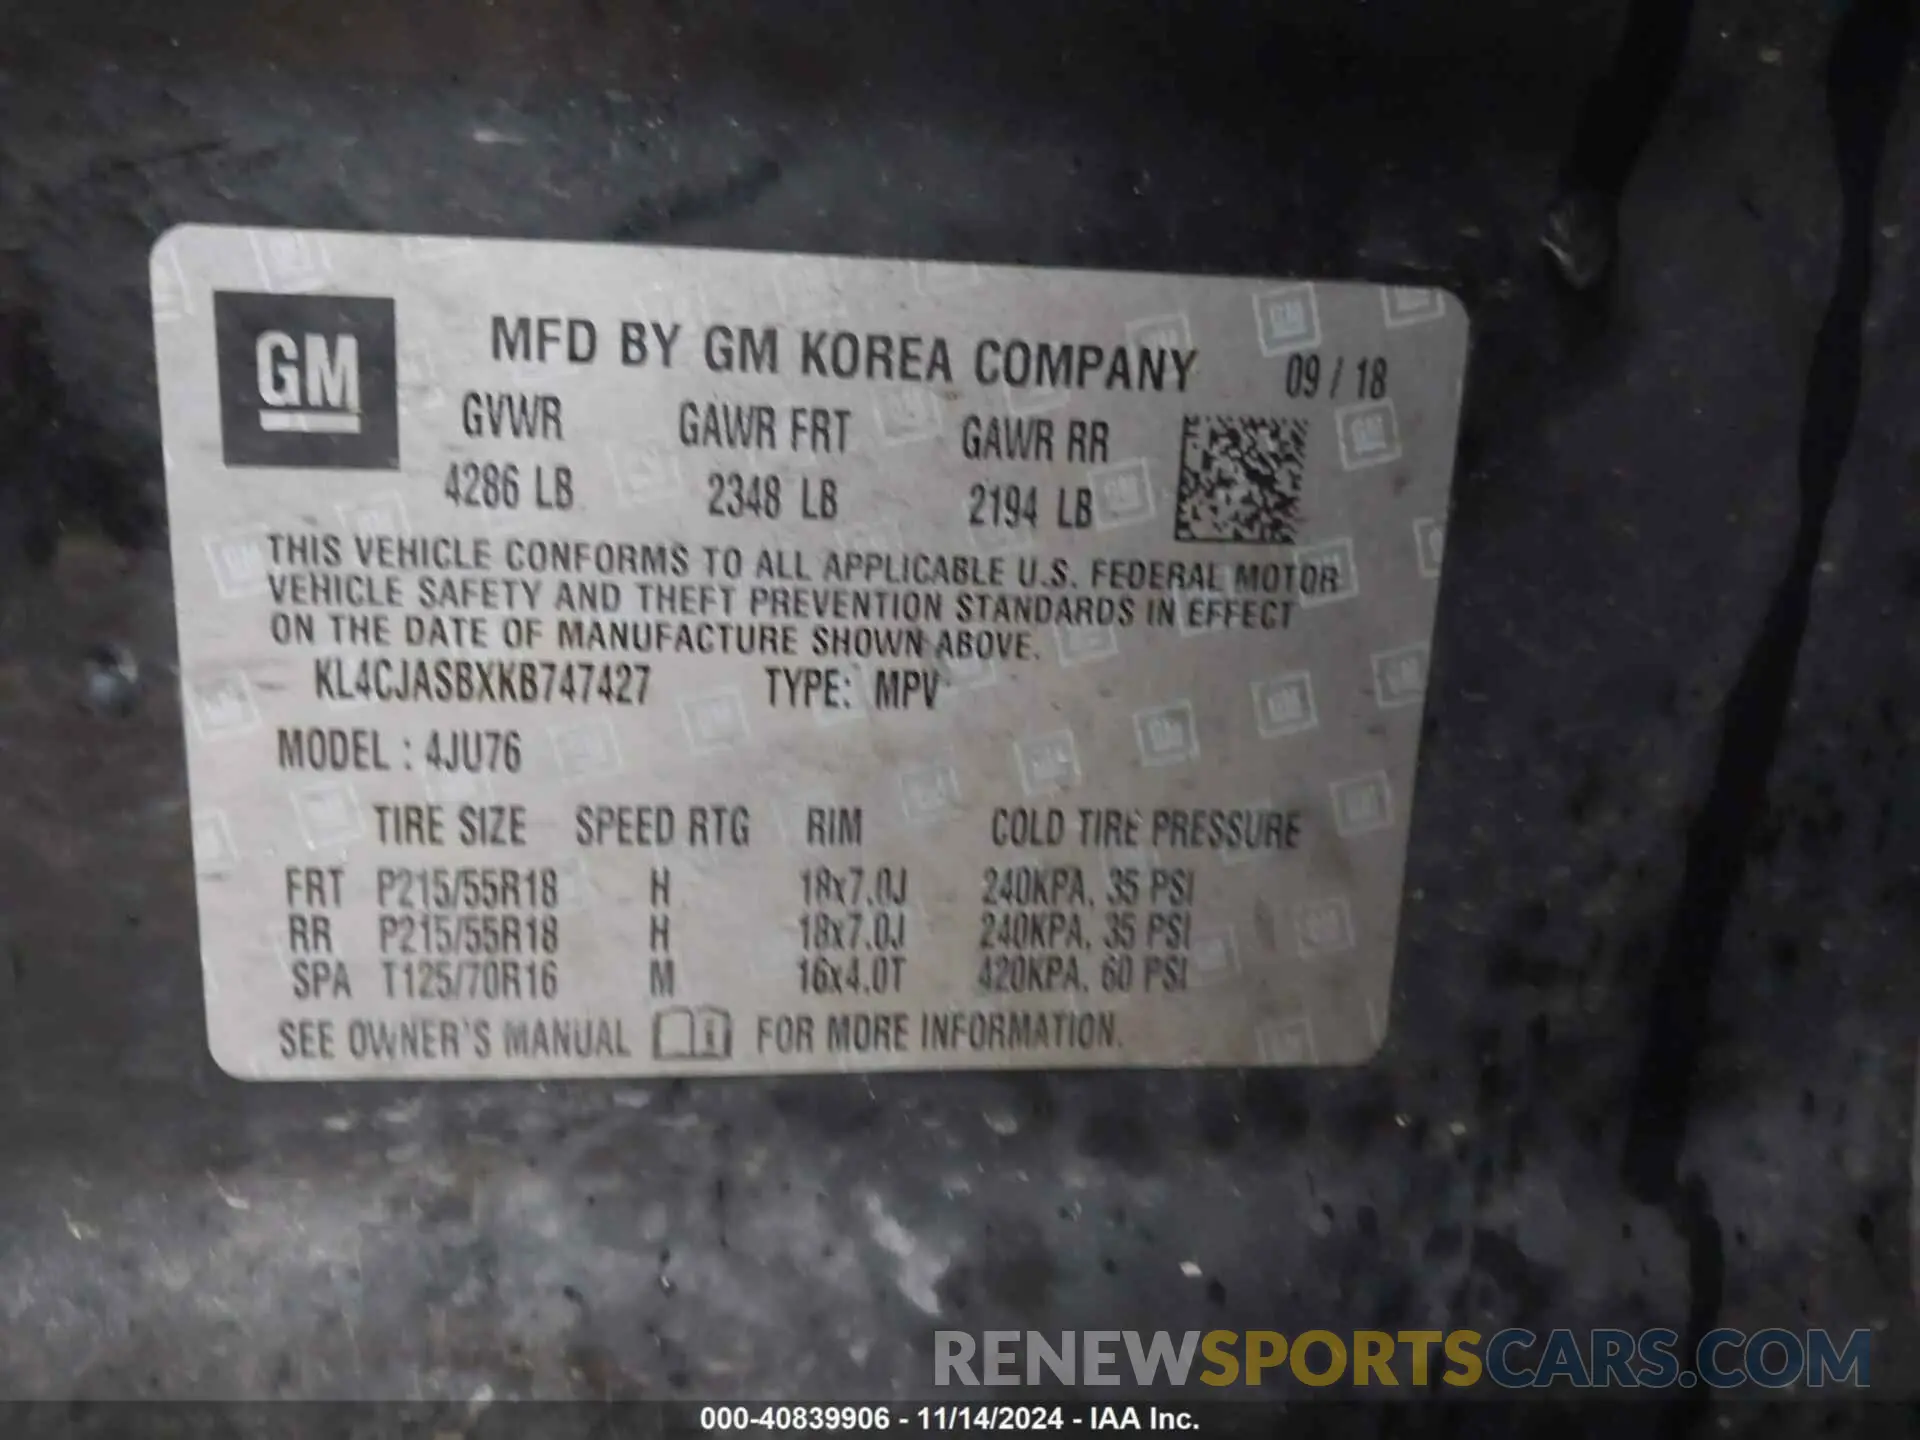 GM
MFD BY GM KOREA COMPANY 09 / 18
GVWR GAWR FRT GAWR RR
4286 LB 2348 LB 2194 LB
THIS VEHICLE CONFORMS TO ALL APPLICABLE U.S. FEDERAL MOTOR
VEHICLE SAFETY AND THEFT PREVENTION STANDARDS IN EFFECT
ON THE DATE OF MANUFACTURE SHOWN ABOVE.
KL4CJASBXKB747427 TYPE: MPV
MODEL : 4JU76
TIRE SIZE SPEED RTG RIM COLD TIRE PRESSURE
FRT P215/55R18 H 18x7.0J 240KPA, 35 PSI
RR P215/55R18 H 18x7.0J 240KPA, 35 PSI
SPA T125/70R16 M 16x4.0T 420KPA, 60 PSI
SEE OWNER'S MANUAL FOR MORE INFORMATION.
RENEWSPORTSCARS.COM
000-40839906 - 11/14/2024 - IAA Inc.